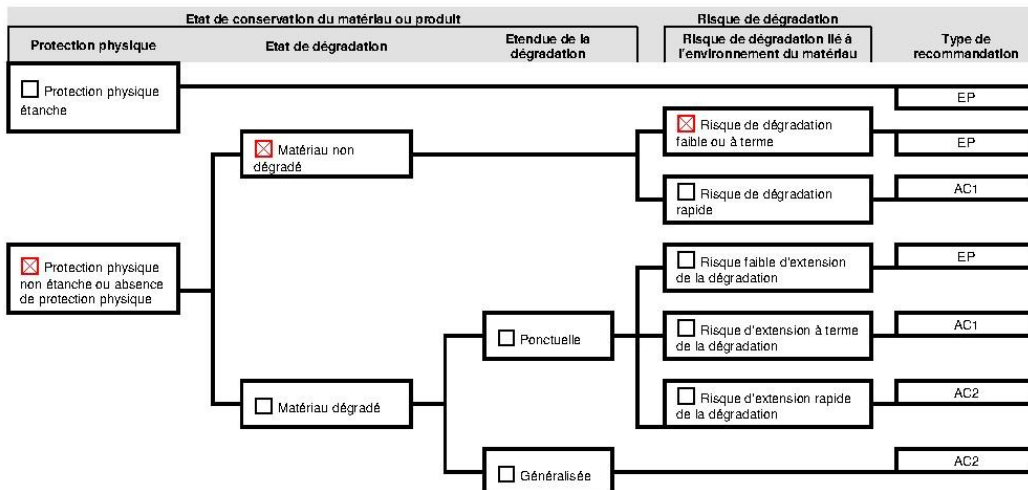 Etat de conservation du matériau ou produit
Risque de dégradation
Protection physique
Etat de dégradation
Etendue de la
dégradation
Risque de dégradation lié à
l'environnement du matériau
Type de
recommandation
Protection physique
étanche
EP
Matériau non
dégradé
Risque de dégradation
faible ou à terme
EP
Risque de dégradation
rapide
AC1
Protection physique
non étanche ou absence
de protection physique
Risque faible d'extension
de la dégradation
EP
Ponctuelle
Risque d'extension à terme
de la dégradation
AC1
Matériau dégradé
Risque d'extension rapide
de la dégradation
AC2
Généralisée
AC2